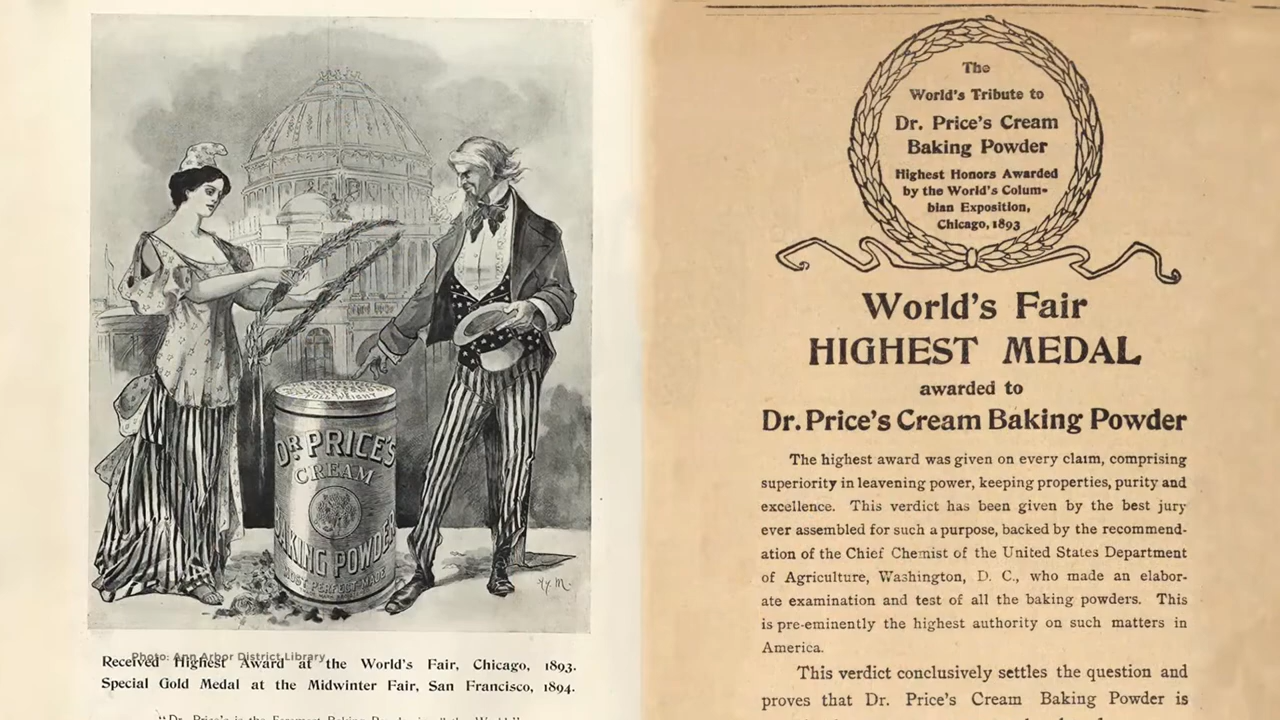 DR PRICE'S
CREAM
BAKING POWDER
MOST PERFECT MADE
Photo: Ann Arbor District Library
Received Highest Award at the World's Fair, Chicago, 1893.
Special Gold Medal at the Midwinter Fair, San Francisco, 1894.
The
World's Tribute to
Dr. Price's Cream
Baking Powder
Highest Honors Awarded
by the World's Colum-
bian Exposition,
Chicago, 1893
World's Fair
HIGHEST MEDAL
awarded to
Dr. Price's Cream Baking Powder
The highest award was given on every claim, comprising
superiority in leavening power, keeping properties, purity and
excellence. This verdict has been given by the best jury
ever assembled for such a purpose, backed by the recommend-
ation of the Chief Chemist of the United States Department
of Agriculture, Washington, D. C., who made an elabor-
ate examination and test of all the baking powders. This
is pre-eminently the highest authority on such matters in
America.
This verdict conclusively settles the question and
proves that Dr. Price's Cream Baking Powder is